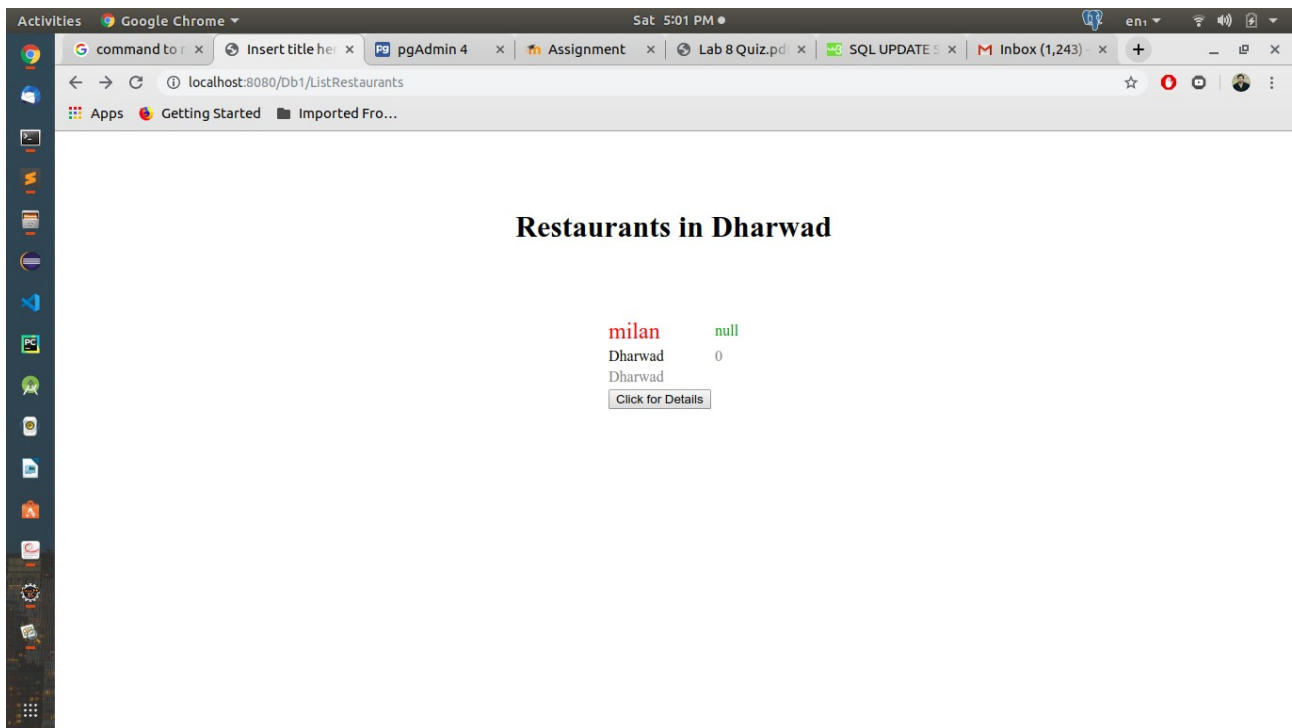 Activities Google Chrome Sat 5:01 PM en₁
command to r Insert title her pgAdmin 4 Assignment Lab 8 Quiz.pd SQL UPDATE S Inbox (1,243) -
localhost:8080/Db1/ListRestaurants
Apps Getting Started Imported Fro...
Restaurants in Dharwad
milan null
Dharwad 0
Dharwad
Click for Details